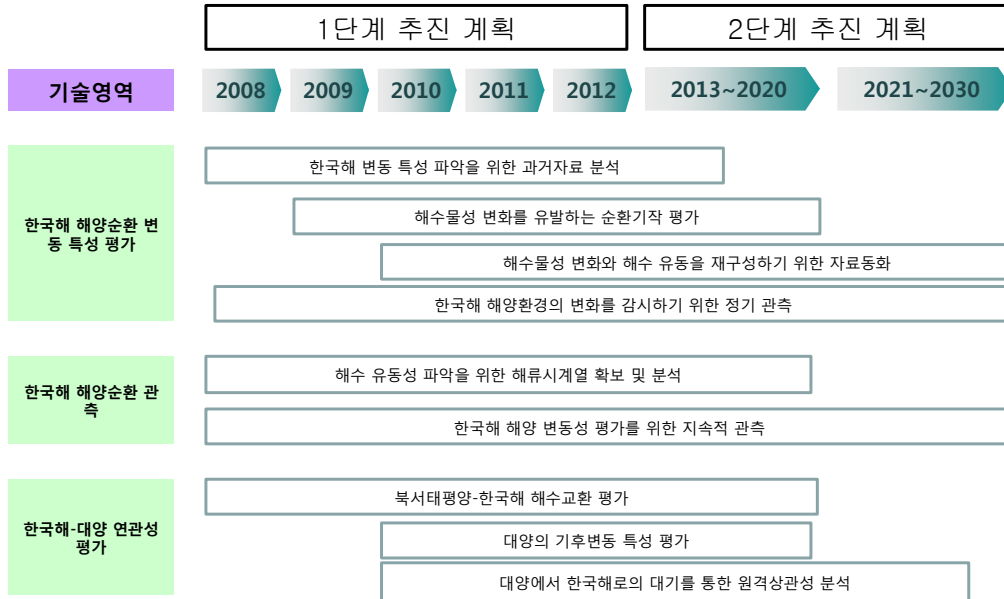 1단계 추진 계획
2단계 추진 계획
기술영역
2008
2009
2010
2011
2012
2013~2020
2021~2030
한국해 해양순환 변
동 특성 평가
한국해 변동 특성 파악을 위한 과거자료 분석
해수물성 변화를 유발하는 순환기작 평가
해수물성 변화와 해수 유동을 재구성하기 위한 자료동화
한국해 해양환경의 변화를 감시하기 위한 정기 관측
한국해 해양순환 관
측
해수 유동성 파악을 위한 해류시계열 확보 및 분석
한국해 해양 변동성 평가를 위한 지속적 관측
한국해-대양 연관성
평가
북서태평양-한국해 해수교환 평가
대양의 기후변동 특성 평가
대양에서 한국해로의 대기를 통한 원격상관성 분석